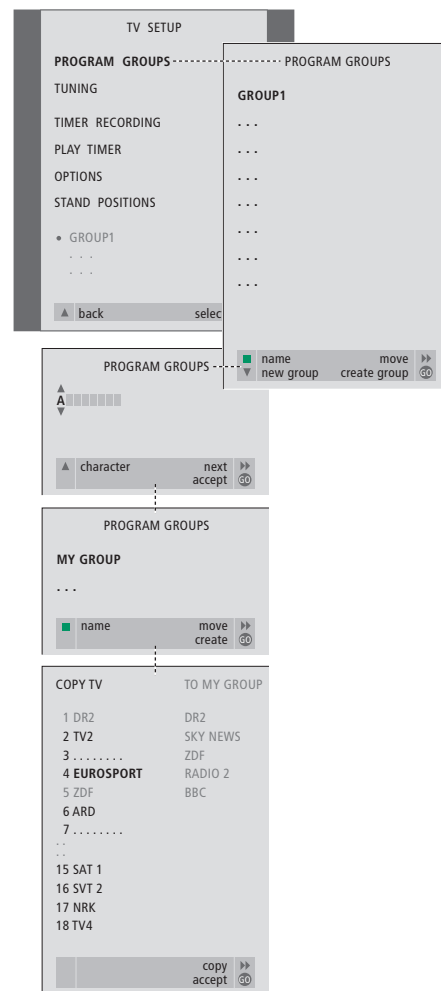 TV SETUP
PROGRAM GROUPS
TUNING
TIMER RECORDING
PLAY TIMER
OPTIONS
STAND POSITIONS
• GROUP1
. . .
. . .
▲ back selec
PROGRAM GROUPS
GROUP1
. . .
. . .
. . .
. . .
. . .
. . .
. . .
name move
▼ new group create group GO
PROGRAM GROUPS
A
▲ character next
accept GO
PROGRAM GROUPS
MY GROUP
. . .
name move
create GO
COPY TV TO MY GROUP
1 DR2 DR2
2 TV2 SKY NEWS
3 . . . . . . . . ZDF
4 EUROSPORT RADIO 2
5 ZDF BBC
6 ARD
7 . . . . . . . .
: :
15 SAT 1
16 SVT 2
17 NRK
18 TV4
copy
accept GO